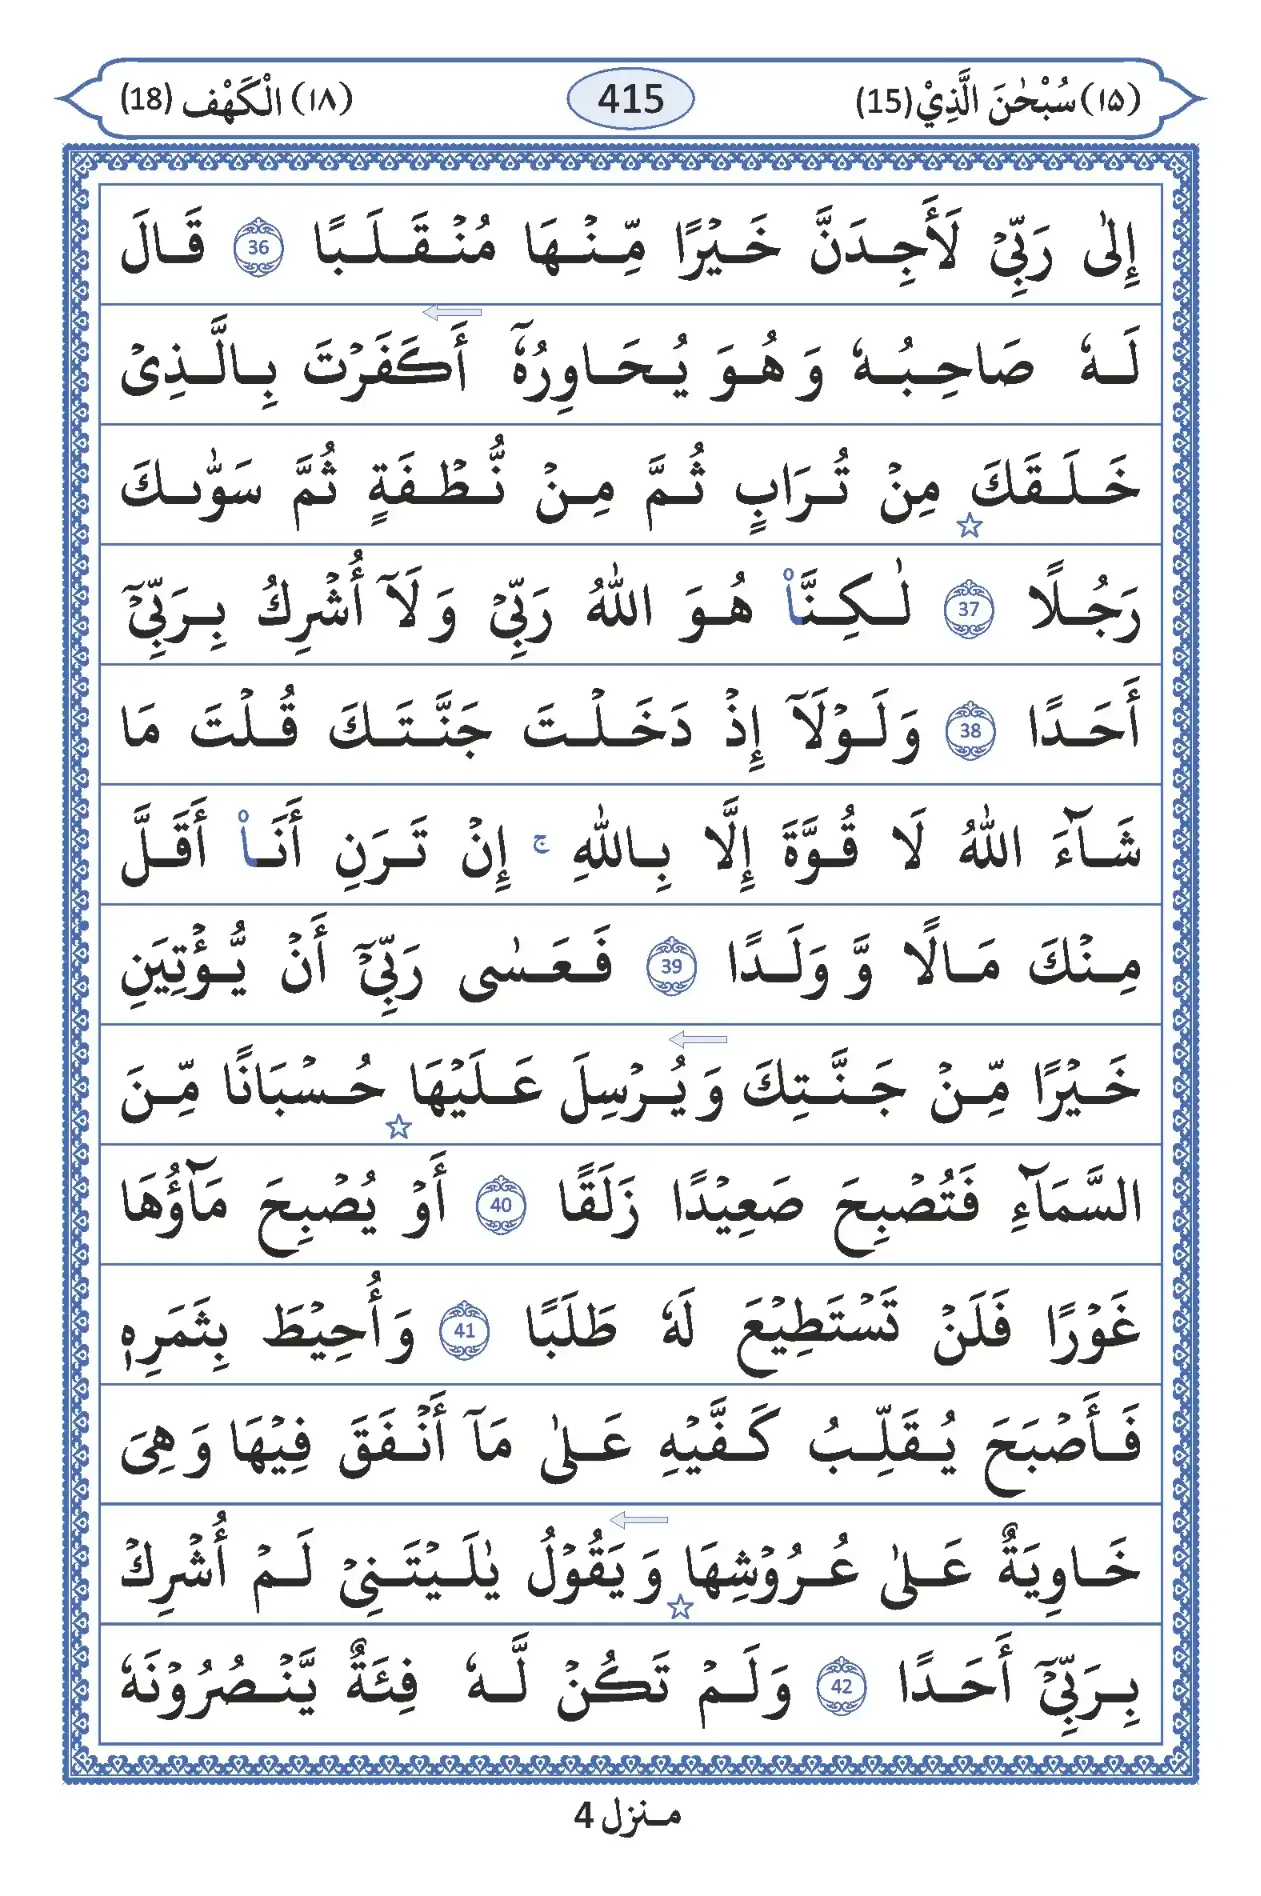 (١٥) سُبْحٰنَ الَّذِيْ (15) 415 (١٨) الْكَهْف (18)
إِلٰى رَبِّيْ لَأَجِدَنَّ خَيْرًا مِّنْهَا مُنْقَلَبًا 36 قَالَ
لَهٗ صَاحِبُهٗ وَهُوَ يُحَاوِرُهٗٓ أَكَفَرْتَ بِالَّذِیْ
خَلَقَكَ مِنْ تُرَابٍ ثُمَّ مِنْ نُّطْفَةٍ ثُمَّ سَوّٰىكَ
رَجُلًا 37 لٰكِنَّا۠ هُوَ اللّٰهُ رَبِّيْ وَلَآ أُشْرِكُ بِرَبِّيْٓ
أَحَدًا 38 وَلَوْلَآ إِذْ دَخَلْتَ جَنَّتَكَ قُلْتَ مَا
شَآءَ اللّٰهُ لَا قُوَّةَ إِلَّا بِاللّٰهِ ۚ إِنْ تَرَنِ أَنَا۠ أَقَلَّ
مِنْكَ مَالًا وَّ وَلَدًا 39 فَعَسٰى رَبِّيْٓ أَنْ يُّؤْتِيَنِ
خَيْرًا مِّنْ جَنَّتِكَ وَيُرْسِلَ عَلَيْهَا حُسْبَانًا مِّنَ
السَّمَآءِ فَتُصْبِحَ صَعِيْدًا زَلَقًا 40 أَوْ يُصْبِحَ مَآؤُهَا
غَوْرًا فَلَنْ تَسْتَطِيْعَ لَهٗ طَلَبًا 41 وَأُحِيْطَ بِثَمَرِهٖ
فَأَصْبَحَ يُقَلِّبُ كَفَّيْهِ عَلٰى مَآ أَنْفَقَ فِيْهَا وَهِیَ
خَاوِيَةٌ عَلٰى عُرُوْشِهَا وَيَقُوْلُ يٰلَيْتَنِیْ لَمْ أُشْرِكْ
بِرَبِّيْٓ أَحَدًا 42 وَلَمْ تَكُنْ لَّهٗ فِئَةٌ يَّنْصُرُوْنَهٗ
منزل 4